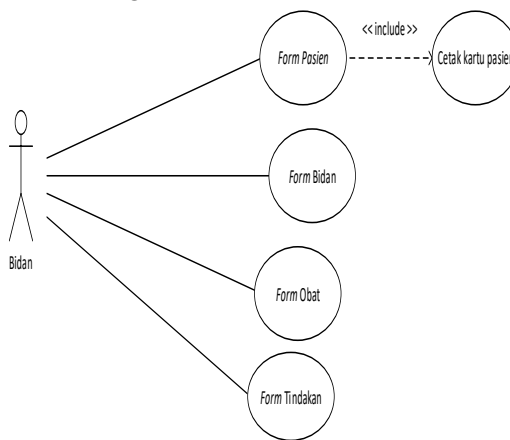 << include >>
Form Pasien
Cetak kartu pasien
Form Bidan
Bidan
Form Obat
Form Tindakan